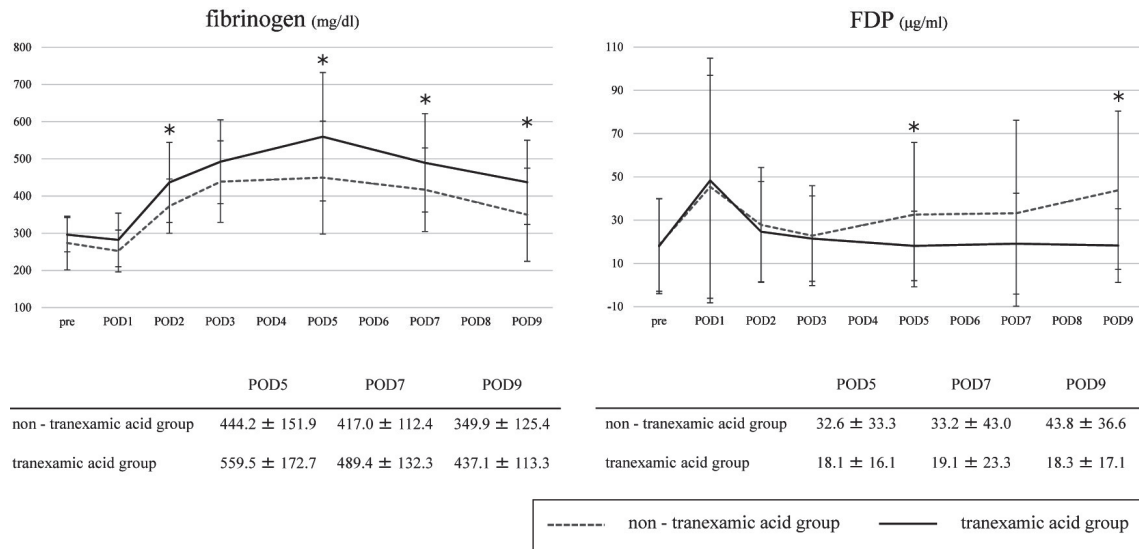 fibrinogen (mg/dl)
800
700
600
500
400
300
200
100
*
*
*
*
pre POD1 POD2 POD3 POD4 POD5 POD6 POD7 POD8 POD9
POD5 POD7 POD9
non - tranexamic acid group 444.2 ± 151.9 417.0 ± 112.4 349.9 ± 125.4
tranexamic acid group 559.5 ± 172.7 489.4 ± 132.3 437.1 ± 113.3
FDP (μg/ml)
110
90
70
50
30
10
-10
*
*
pre POD1 POD2 POD3 POD4 POD5 POD6 POD7 POD8 POD9
POD5 POD7 POD9
non - tranexamic acid group 32.6 ± 33.3 33.2 ± 43.0 43.8 ± 36.6
tranexamic acid group 18.1 ± 16.1 19.1 ± 23.3 18.3 ± 17.1
non - tranexamic acid group tranexamic acid group